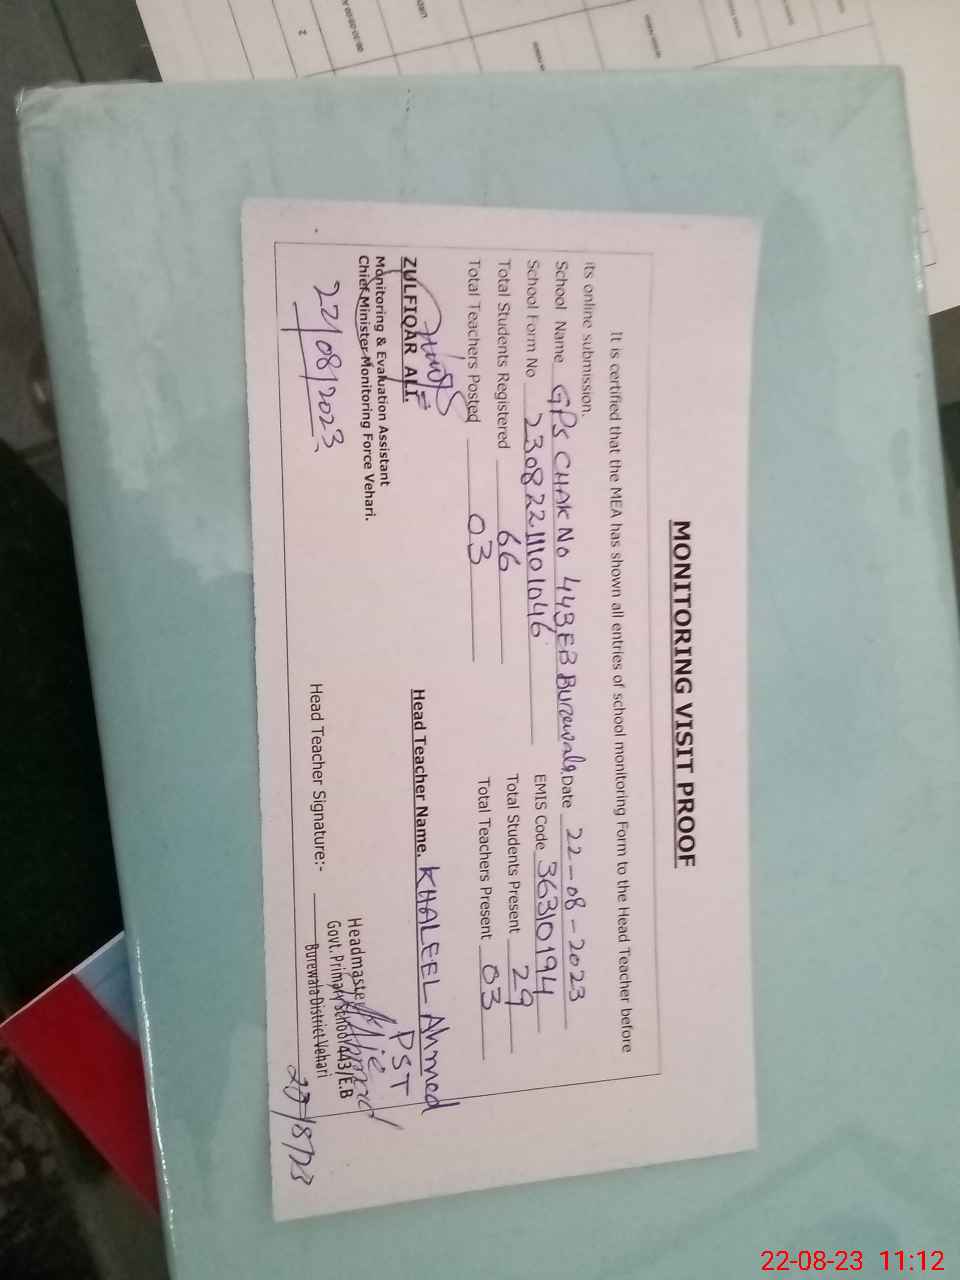 MONITORING VISIT PROOF
It is certified that the MEA has shown all entries of school monitoring Form to the Head Teacher before
its online submission.
School Name GPS CHAK No 443,EB Burewala, Date 22-08-2023
School Form No 23082211101046 EMIS Code 36310194
Total Students Registered 66 Total Students Present 29
Total Teachers Posted 03 Total Teachers Present 03
ZULFIQAR ALI.
Monitoring & Evaluation Assistant
Chief Minister Monitoring Force Vehari.
22/08/2023
Head Teacher Name. KHALEEL Ahmed
PST
Head Teacher Signature:-
Headmaster
Govt. Primary School 443/E.B
Burewala District Vehari
22-08-23 11:12